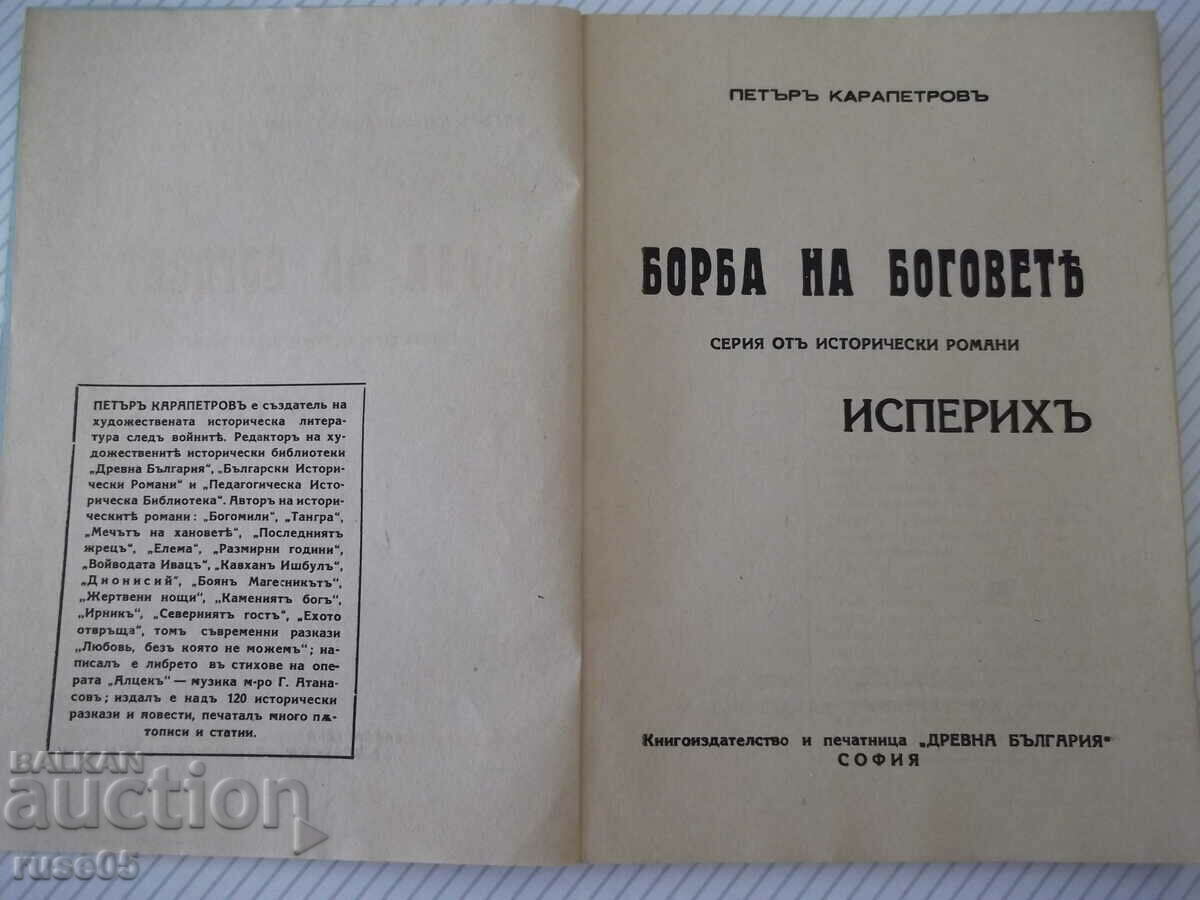 ПЕТЪРЪ КАРАПЕТРОВЪ е създатель на
художествената историческа литера-
тура следъ войнитѣ. Редакторъ на ху-
дожественитѣ исторически библиотеки
„Древна България“, „Български Истори-
чески Романи“ и „Педагогическа Исто-
рическа Библиотека“. Авторъ на истори-
ческитѣ романи: „Богомили“, „Тангра“,
„Мечътъ на хановетѣ“, „Последниятъ
жрецъ“, „Елема“, „Размирни години“,
„Войводата Ивацъ“, „Кавханъ Ишбулъ“,
„Дионисий“, „Боянъ Магесникътъ“,
„Жертвени нощи“, „Камениятъ богъ“,
„Ирникъ“, „Северниятъ гостъ“, „Ехото
отвръща“, томъ съвременни разкази
„Любовь, безъ която не можемъ“; на-
писалъ е либрето въ стихове на опе-
рата „Алцекъ“ — музика м-ро Г. Атана-
совъ; издалъ е надъ 120 исторически
разкази и повести, печаталъ много пѫ-
тописи и статии.
ПЕТЪРЪ КАРАПЕТРОВЪ
БОРБА НА БОГОВЕТѢ
СЕРИЯ ОТЪ ИСТОРИЧЕСКИ РОМАНИ
ИСПЕРИХЪ
Книгоиздателство и печатница „ДРЕВНА БЪЛГАРИЯ“
СОФИЯ
BALKAN
auction
ruse05